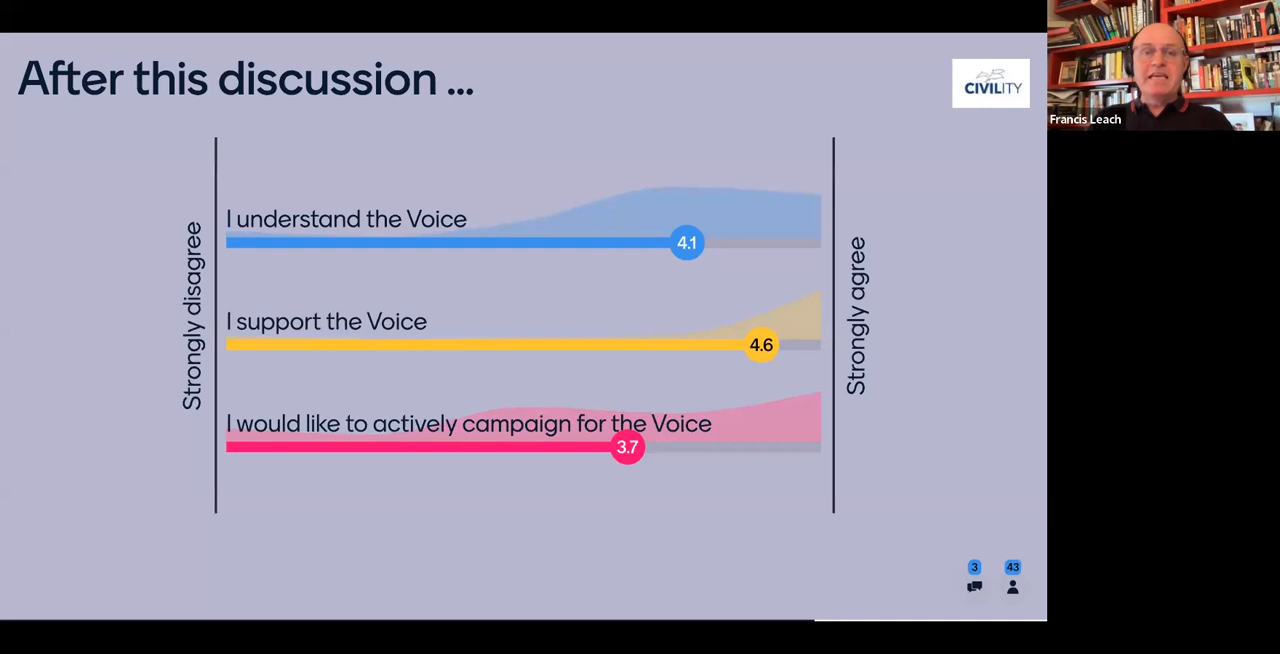 After this discussion ...
CIVILITY
Francis Leach
Strongly disagree
I understand the Voice
4.1
I support the Voice
4.6
I would like to actively campaign for the Voice
3.7
Strongly agree
3
43